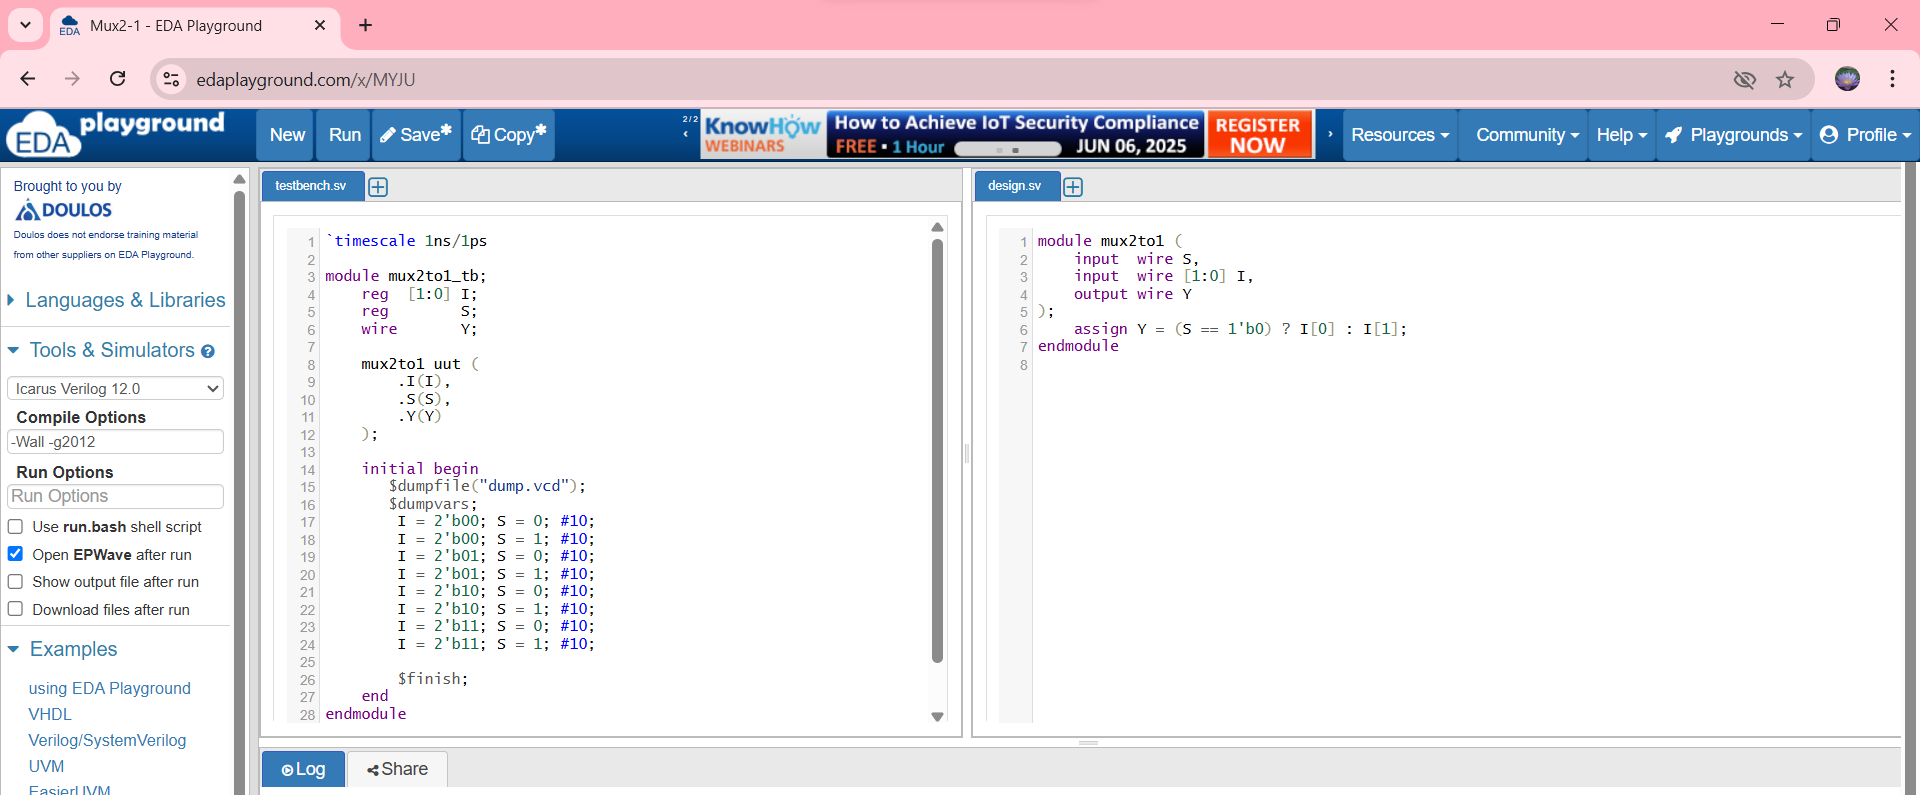 Mux2-1 - EDA Playground
edaplayground.com/x/MYJU
EDA playground
New
Run
Save*
Copy*
2/2
KnowHow WEBINARS
How to Achieve IoT Security Compliance
FREE ▪ 1 Hour
JUN 06, 2025
REGISTER NOW
Resources
Community
Help
Playgrounds
Profile
Brought to you by
DOULOS
Doulos does not endorse training material
from other suppliers on EDA Playground.
Languages & Libraries
Tools & Simulators
Icarus Verilog 12.0
Compile Options
-Wall -g2012
Run Options
Run Options
Use run.bash shell script
Open EPWave after run
Show output file after run
Download files after run
Examples
using EDA Playground
VHDL
Verilog/SystemVerilog
UVM
EasierUVM
testbench.sv
1 `timescale 1ns/1ps
2
3 module mux2to1_tb;
4     reg  [1:0] I;
5     reg        S;
6     wire       Y;
7
8     mux2to1 uut (
9         .I(I),
10         .S(S),
11         .Y(Y)
12     );
13
14     initial begin
15        $dumpfile("dump.vcd");
16        $dumpvars;
17         I = 2'b00; S = 0; #10;
18         I = 2'b00; S = 1; #10;
19         I = 2'b01; S = 0; #10;
20         I = 2'b01; S = 1; #10;
21         I = 2'b10; S = 0; #10;
22         I = 2'b10; S = 1; #10;
23         I = 2'b11; S = 0; #10;
24         I = 2'b11; S = 1; #10;
25
26         $finish;
27     end
28 endmodule
design.sv
1 module mux2to1 (
2     input  wire S,
3     input  wire [1:0] I,
4     output wire Y
5 );
6     assign Y = (S == 1'b0) ? I[0] : I[1];
7 endmodule
8
Log
Share